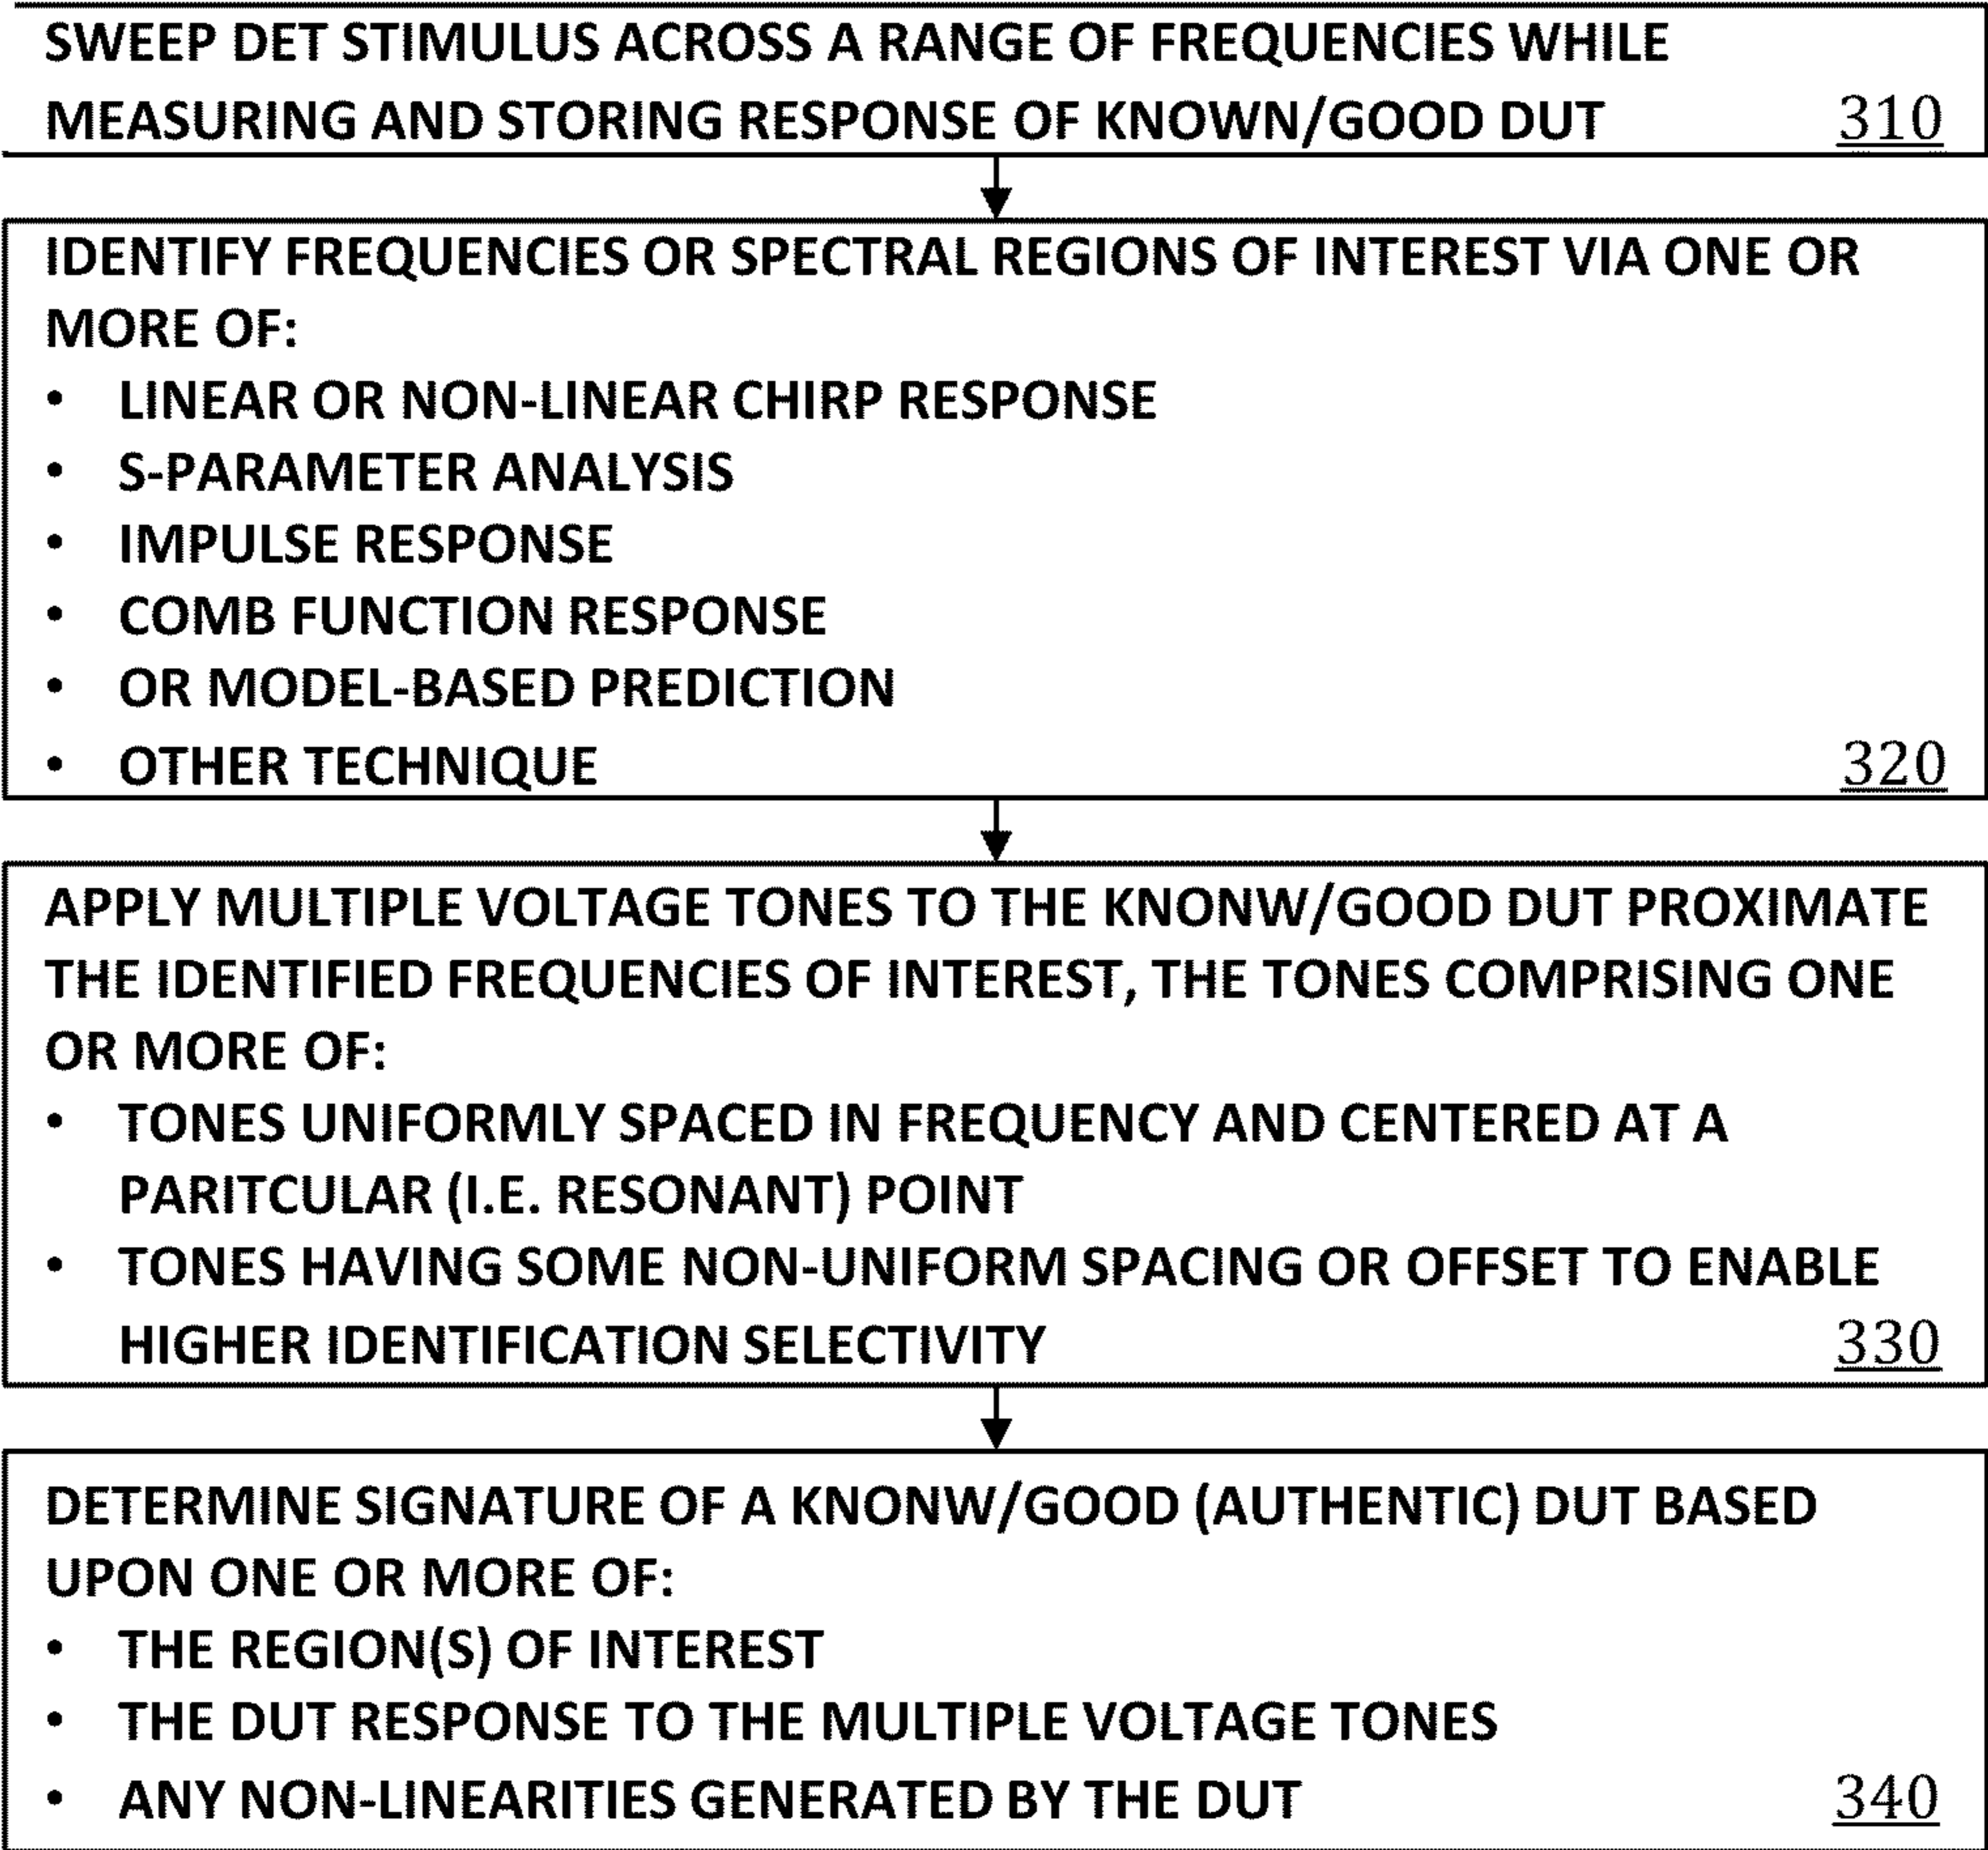 SWEEP DET STIMULUS ACROSS A RANGE OF FREQUENCIES WHILE
MEASURING AND STORING RESPONSE OF KNOWN/GOOD DUT 310
IDENTIFY FREQUENCIES OR SPECTRAL REGIONS OF INTEREST VIA ONE OR
MORE OF:
• LINEAR OR NON-LINEAR CHIRP RESPONSE
• S-PARAMETER ANALYSIS
• IMPULSE RESPONSE
• COMB FUNCTION RESPONSE
• OR MODEL-BASED PREDICTION
• OTHER TECHNIQUE 320
APPLY MULTIPLE VOLTAGE TONES TO THE KNONW/GOOD DUT PROXIMATE
THE IDENTIFIED FREQUENCIES OF INTEREST, THE TONES COMPRISING ONE
OR MORE OF:
• TONES UNIFORMLY SPACED IN FREQUENCY AND CENTERED AT A
PARITCULAR (I.E. RESONANT) POINT
• TONES HAVING SOME NON-UNIFORM SPACING OR OFFSET TO ENABLE
HIGHER IDENTIFICATION SELECTIVITY 330
DETERMINE SIGNATURE OF A KNONW/GOOD (AUTHENTIC) DUT BASED
UPON ONE OR MORE OF:
• THE REGION(S) OF INTEREST
• THE DUT RESPONSE TO THE MULTIPLE VOLTAGE TONES
• ANY NON-LINEARITIES GENERATED BY THE DUT 340